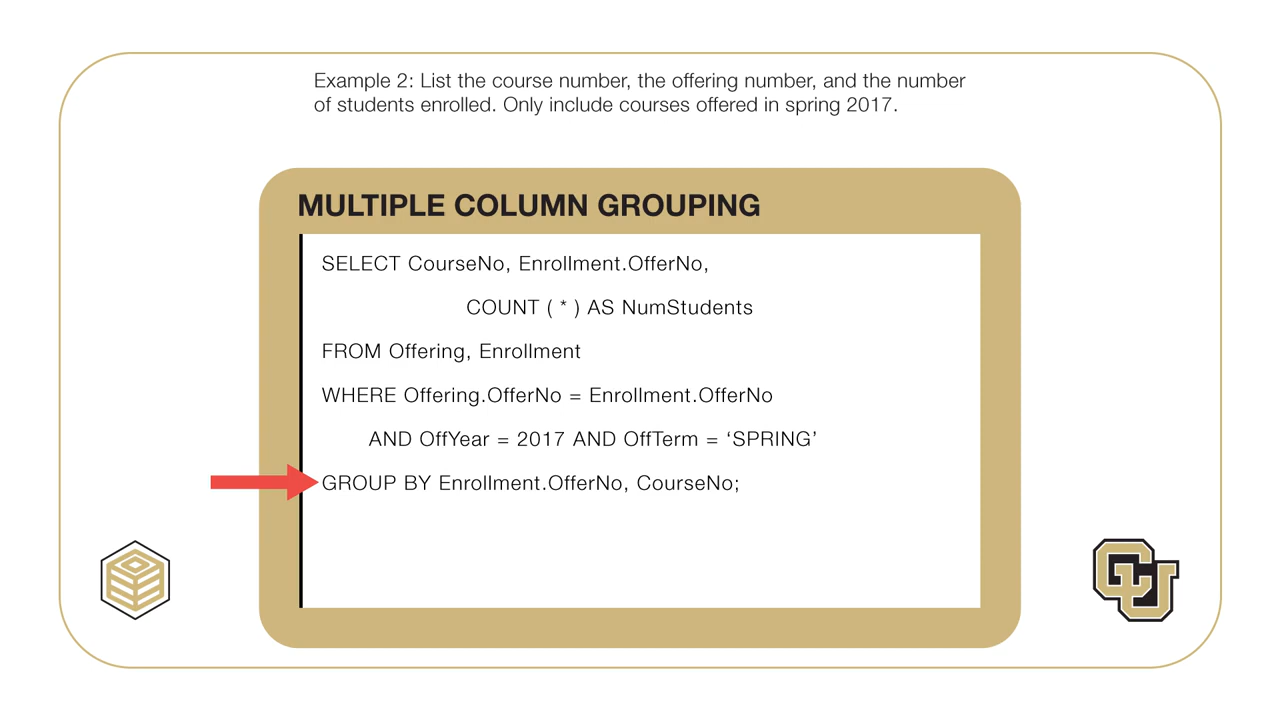 Example 2: List the course number, the offering number, and the number
of students enrolled. Only include courses offered in spring 2017.
MULTIPLE COLUMN GROUPING
SELECT CourseNo, Enrollment.OfferNo,
COUNT ( * ) AS NumStudents
FROM Offering, Enrollment
WHERE Offering.OfferNo = Enrollment.OfferNo
AND OffYear = 2017 AND OffTerm = ‘SPRING’
GROUP BY Enrollment.OfferNo, CourseNo;
CU